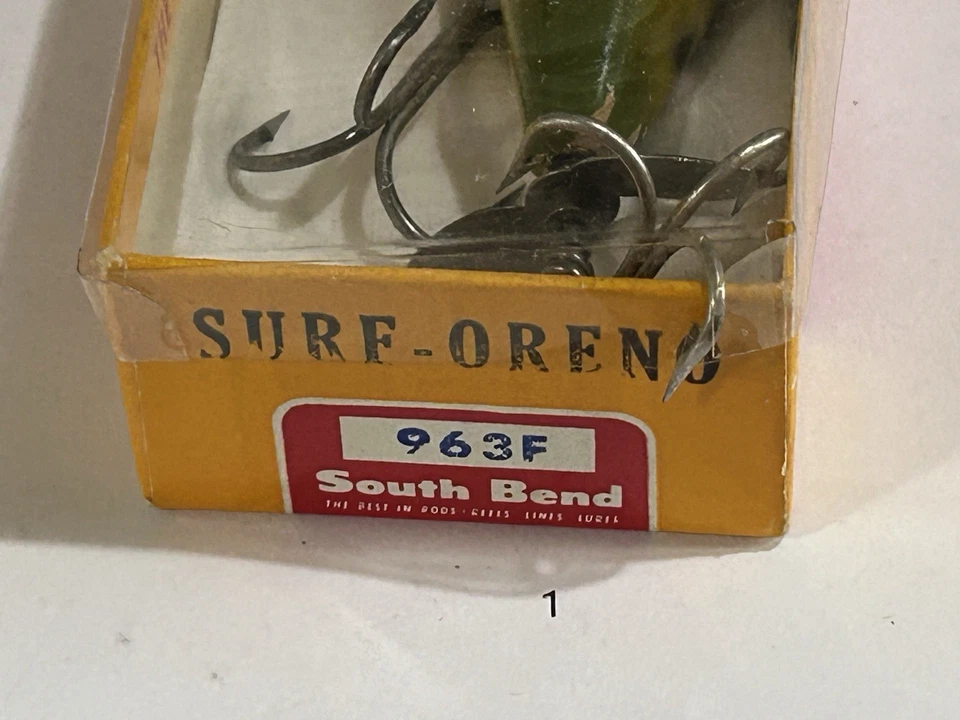 SURF-ORENO
963F
South Bend
THE BEST IN RODS · REELS LINES LURES
1